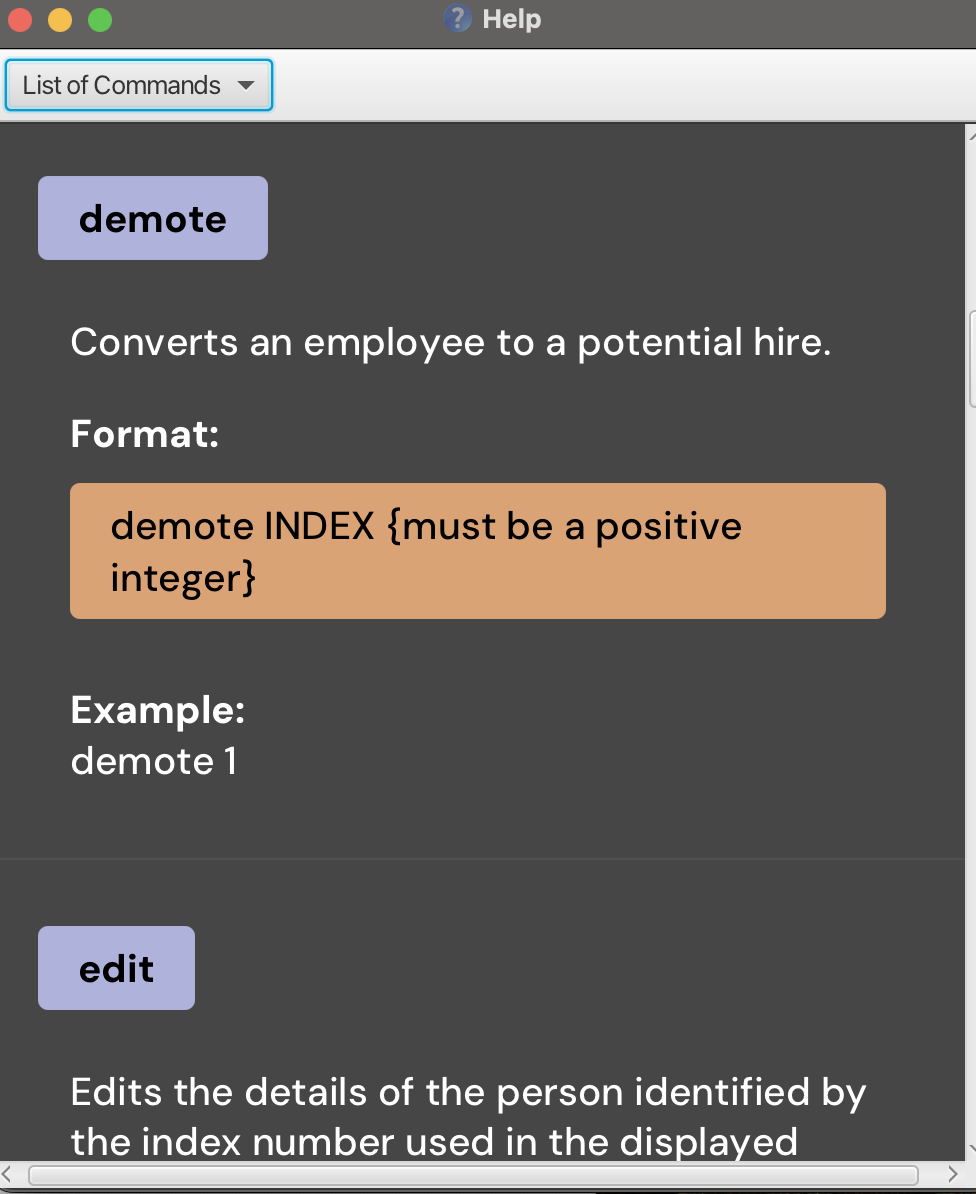 Help
List of Commands
demote
Converts an employee to a potential hire.
Format:
demote INDEX {must be a positive
integer}
Example:
demote 1
edit
Edits the details of the person identified by
the index number used in the displayed